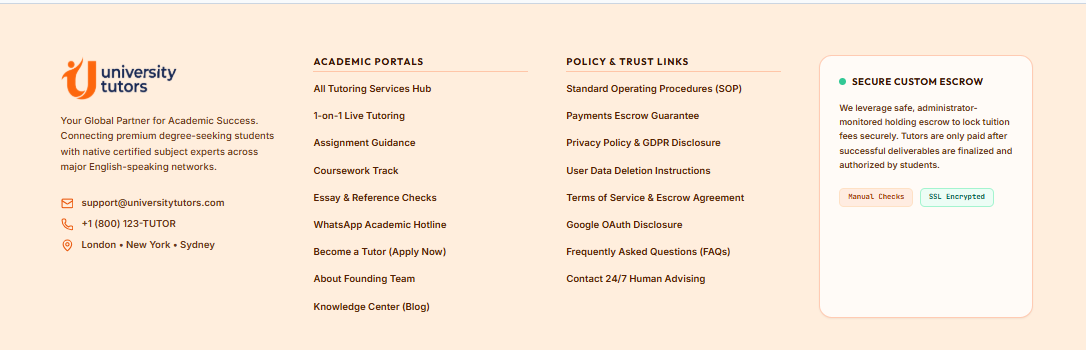 university
tutors
Your Global Partner for Academic Success.
Connecting premium degree-seeking students
with native certified subject experts across
major English-speaking networks.
support@universitytutors.com
+1 (800) 123-TUTOR
London • New York • Sydney
ACADEMIC PORTALS
All Tutoring Services Hub
1-on-1 Live Tutoring
Assignment Guidance
Coursework Track
Essay & Reference Checks
WhatsApp Academic Hotline
Become a Tutor (Apply Now)
About Founding Team
Knowledge Center (Blog)
POLICY & TRUST LINKS
Standard Operating Procedures (SOP)
Payments Escrow Guarantee
Privacy Policy & GDPR Disclosure
User Data Deletion Instructions
Terms of Service & Escrow Agreement
Google OAuth Disclosure
Frequently Asked Questions (FAQs)
Contact 24/7 Human Advising
SECURE CUSTOM ESCROW
We leverage safe, administrator-
monitored holding escrow to lock tuition
fees securely. Tutors are only paid after
successful deliverables are finalized and
authorized by students.
Manual Checks
SSL Encrypted